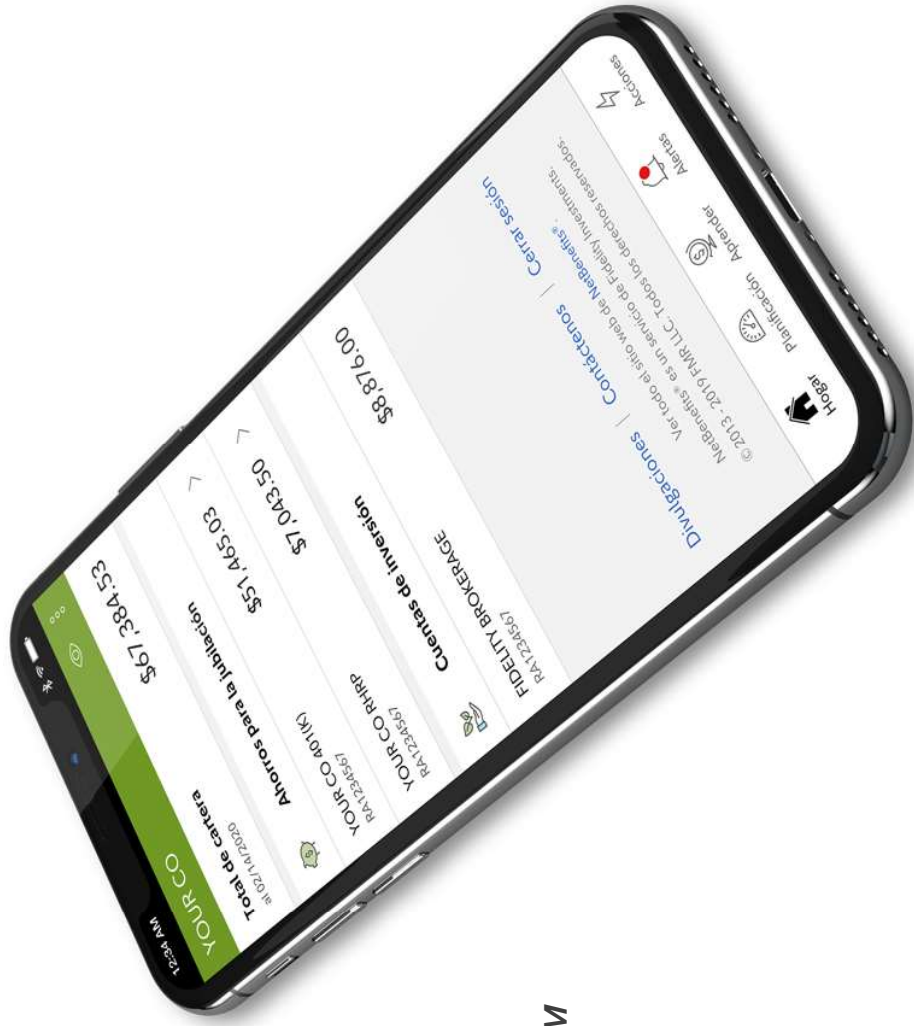 12:34 AM
YOUR CO
Total de cartera
al 02/14/2020
$67,384.53
Ahorros para la jubilación
YOUR CO 401(K)
RA1234567
$51,465.03
YOUR CO RHRP
RA1234567
$7,043.50
Cuentas de inversión
FIDELITY BROKERAGE
RA1234567
$8,876.00
Divulgaciones | Contáctenos | Cerrar sesión
Ver todo el sitio web de NetBenefits®.
NetBenefits® es un servicio de Fidelity Investments.
© 2013 - 2019 FMR LLC. Todos los derechos reservados.
Hogar
Planificación
Aprender
Alertas
Acciones